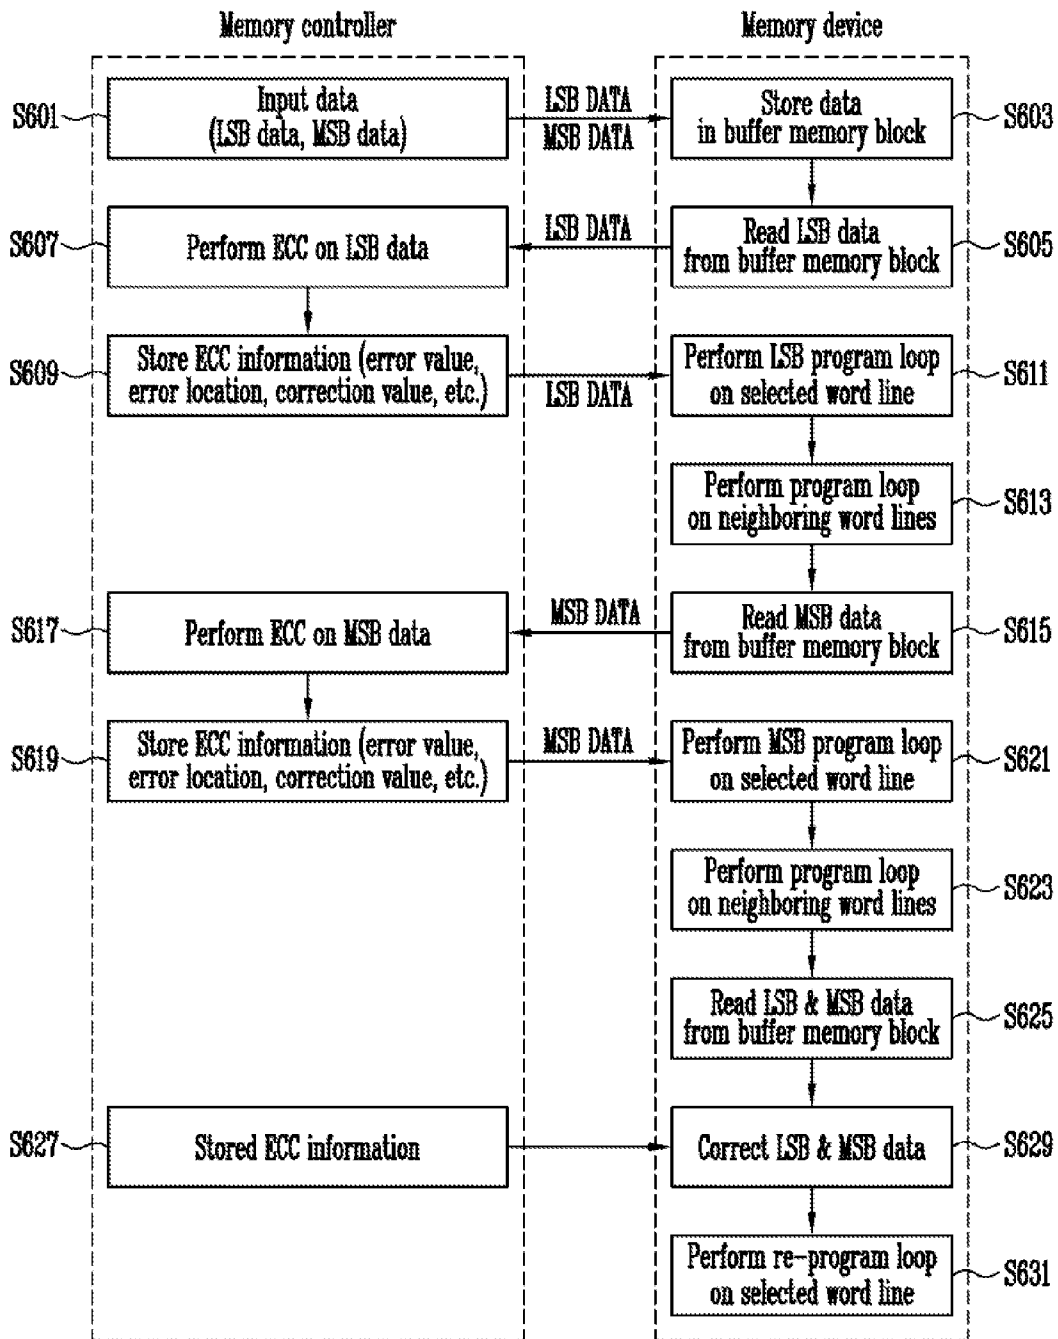 Memory controller
Memory device
S601
Input data
(LSB data, MSB data)
LSB DATA
MSB DATA
Store data
in buffer memory block
S603
S607
Perform ECC on LSB data
LSB DATA
Read LSB data
from buffer memory block
S605
S609
Store ECC information (error value,
error location, correction value, etc.)
LSB DATA
Perform LSB program loop
on selected word line
S611
Perform program loop
on neighboring word lines
S613
S617
Perform ECC on MSB data
MSB DATA
Read MSB data
from buffer memory block
S615
S619
Store ECC information (error value,
error location, correction value, etc.)
MSB DATA
Perform MSB program loop
on selected word line
S621
Perform program loop
on neighboring word lines
S623
Read LSB & MSB data
from buffer memory block
S625
S627
Stored ECC information
Correct LSB & MSB data
S629
Perform re-program loop
on selected word line
S631